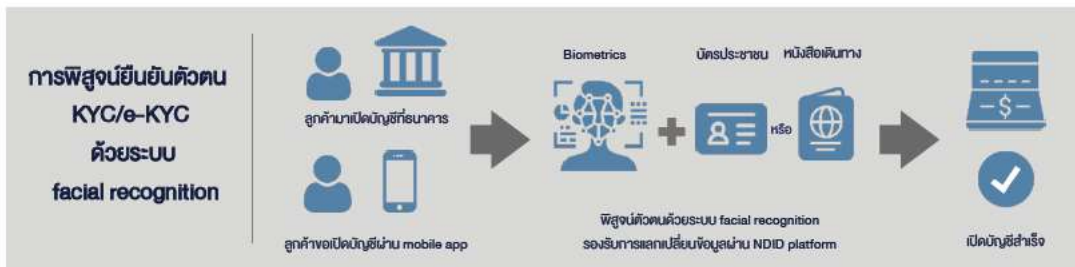 การพิสูจน์ยืนยันตัวตน
KYC/e-KYC
ด้วยระบบ
facial recognition
ลูกค้ามาเปิดบัญชีที่ธนาคาร
ลูกค้าขอเปิดบัญชีผ่าน mobile app
Biometrics
บัตรประชาชน
หนังสือเดินทาง
หรือ
พิสูจน์ตัวตนด้วยระบบ facial recognition
รองรับการแลกเปลี่ยนข้อมูลผ่าน NDID platform
$
เปิดบัญชีสำเร็จ